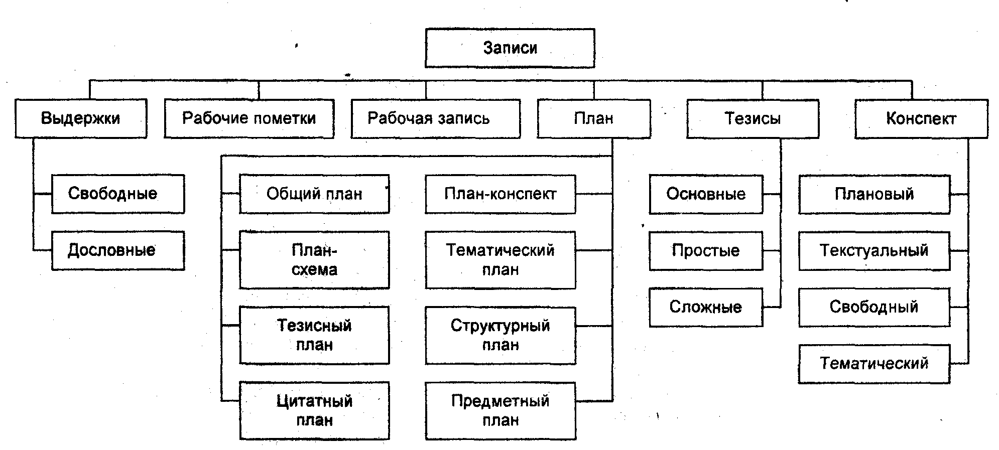 Записи
Выдержки
Рабочие пометки
Рабочая запись
План
Тезисы
Конспект
Свободные
Дословные
Общий план
План-
схема
Тезисный
план
Цитатный
план
План-конспект
Тематический
план
Структурный
план
Предметный
план
Основные
Простые
Сложные
Плановый
Текстуальный
Свободный
Тематический